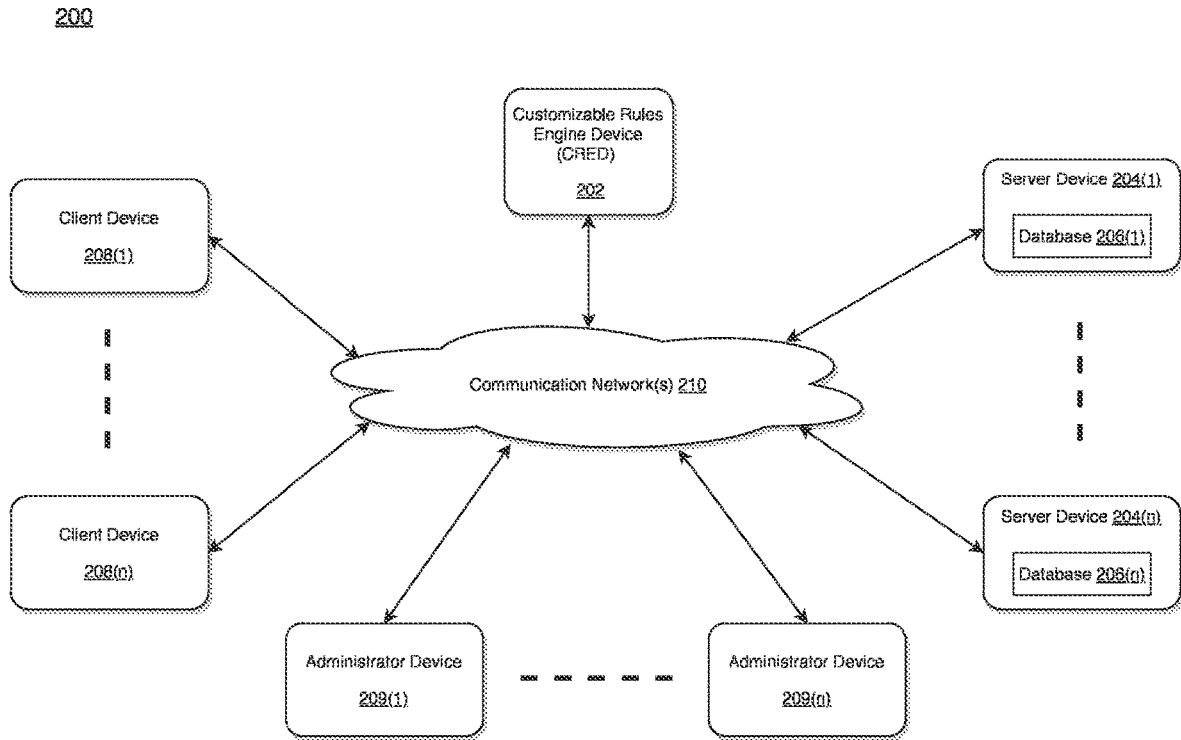 200
Customizable Rules
Engine Device
(CRED)
202
Client Device
208(1)
Server Device 204(1)
Database 206(1)
Communication Network(s) 210
Client Device
208(n)
Server Device 204(n)
Database 206(n)
Administrator Device
209(1)
Administrator Device
209(n)